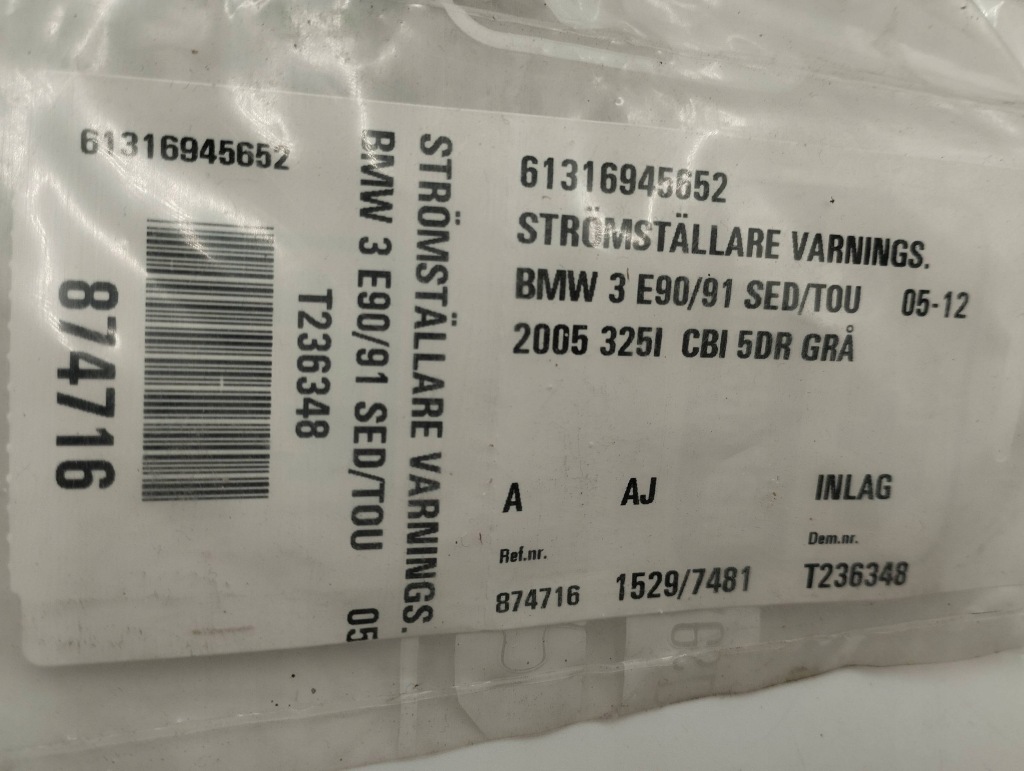 61316945652
874716
T236348
BMW 3 E90/91 SED/TOU 05
STRÖMSTÄLLARE VARNINGS.
61316945652
STRÖMSTÄLLARE VARNINGS.
BMW 3 E90/91 SED/TOU 05-12
2005 325I CBI 5DR GRÅ
A AJ INLAG
Ref.nr. Dem.nr.
874716 1529/7481 T236348